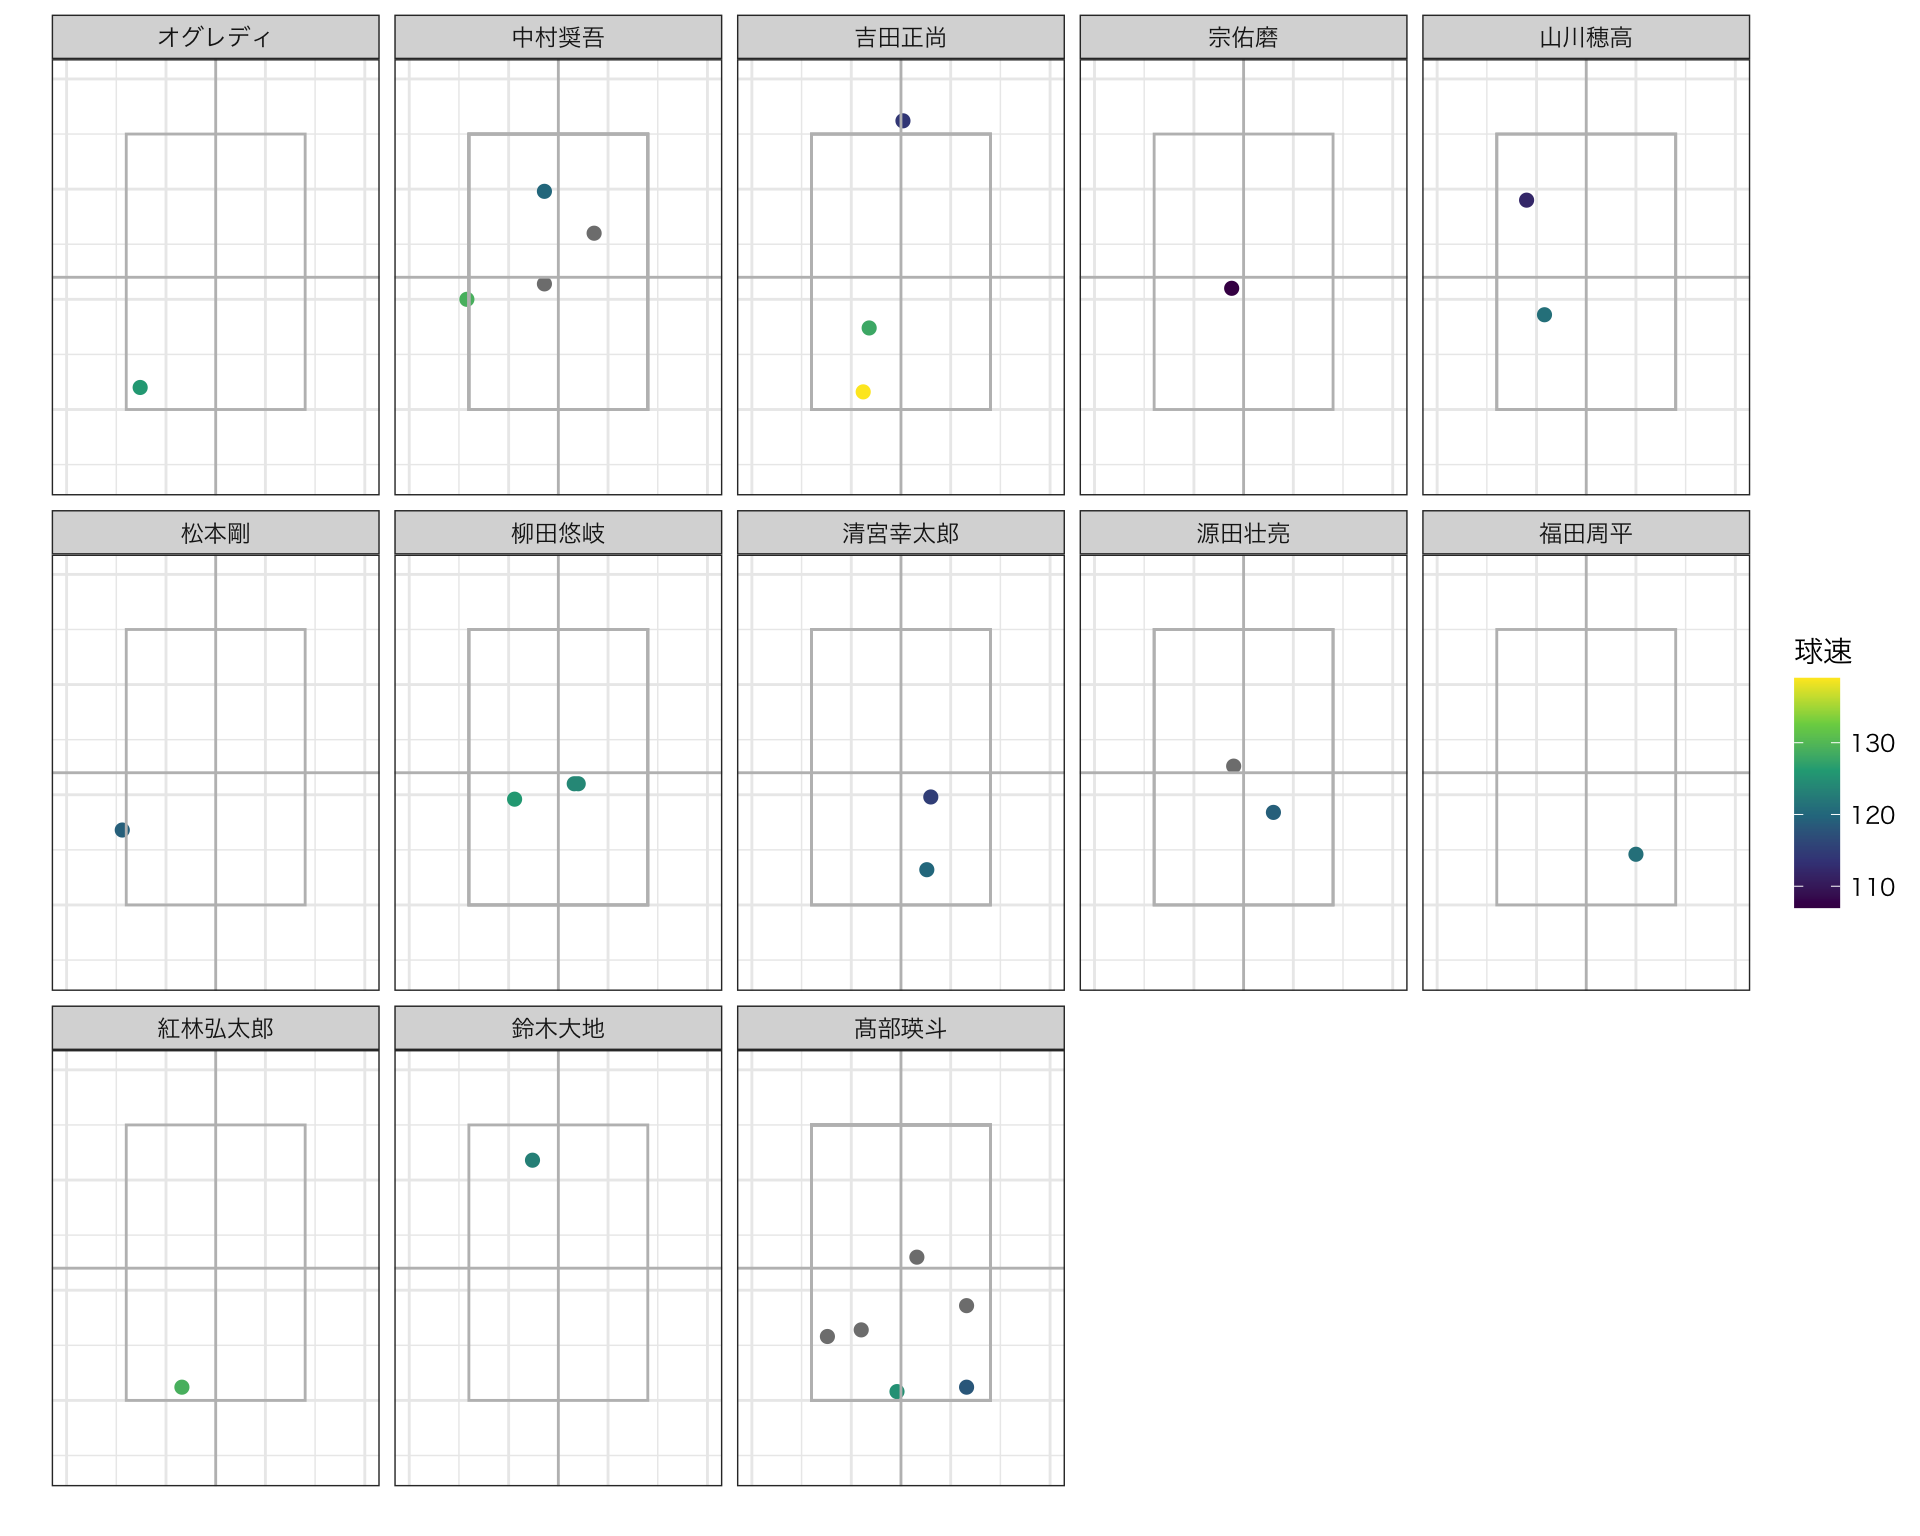 オグレディ
中村奨吾
吉田正尚
宗佑磨
山川穂高
松本剛
柳田悠岐
清宮幸太郎
源田壮亮
福田周平
紅林弘太郎
鈴木大地
髙部瑛斗
球速
130
120
110